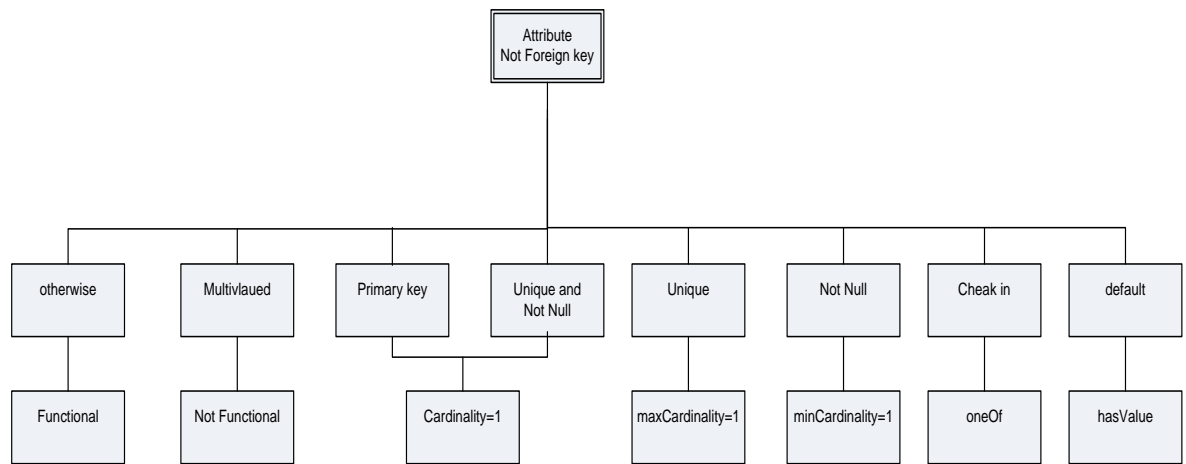 Attribute
Not Foreign key
otherwise
Multivlaued
Primary key
Unique and
Not Null
Unique
Not Null
Cheak in
default
Functional
Not Functional
Cardinality=1
maxCardinality=1
minCardinality=1
oneOf
hasValue